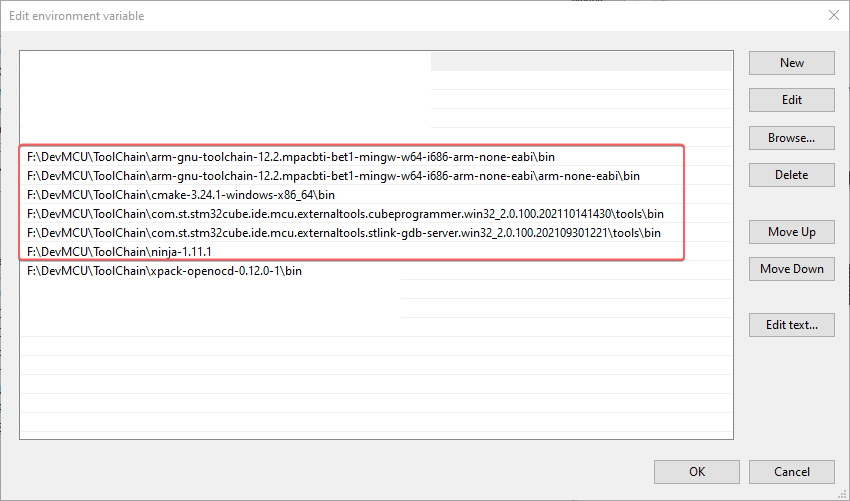 Edit environment variable
New
Edit
F:\DevMCU\ToolChain\arm-gnu-toolchain-12.2.mpacbti-bet1-mingw-w64-i686-arm-none-eabi\bin
Browse...
F:\DevMCU\ToolChain\arm-gnu-toolchain-12.2.mpacbti-bet1-mingw-w64-i686-arm-none-eabi\arm-none-eabi\bin
Delete
F:\DevMCU\ToolChain\cmake-3.24.1-windows-x86_64\bin
F:\DevMCU\ToolChain\com.st.stm32cube.ide.mcu.externaltools.cubeprogrammer.win32_2.0.100.202110141430\tools\bin
F:\DevMCU\ToolChain\com.st.stm32cube.ide.mcu.externaltools.stlink-gdb-server.win32_2.0.100.202109301221\tools\bin
Move Up
F:\DevMCU\ToolChain\ninja-1.11.1
F:\DevMCU\ToolChain\xpack-openocd-0.12.0-1\bin
Move Down
Edit text...
OK
Cancel